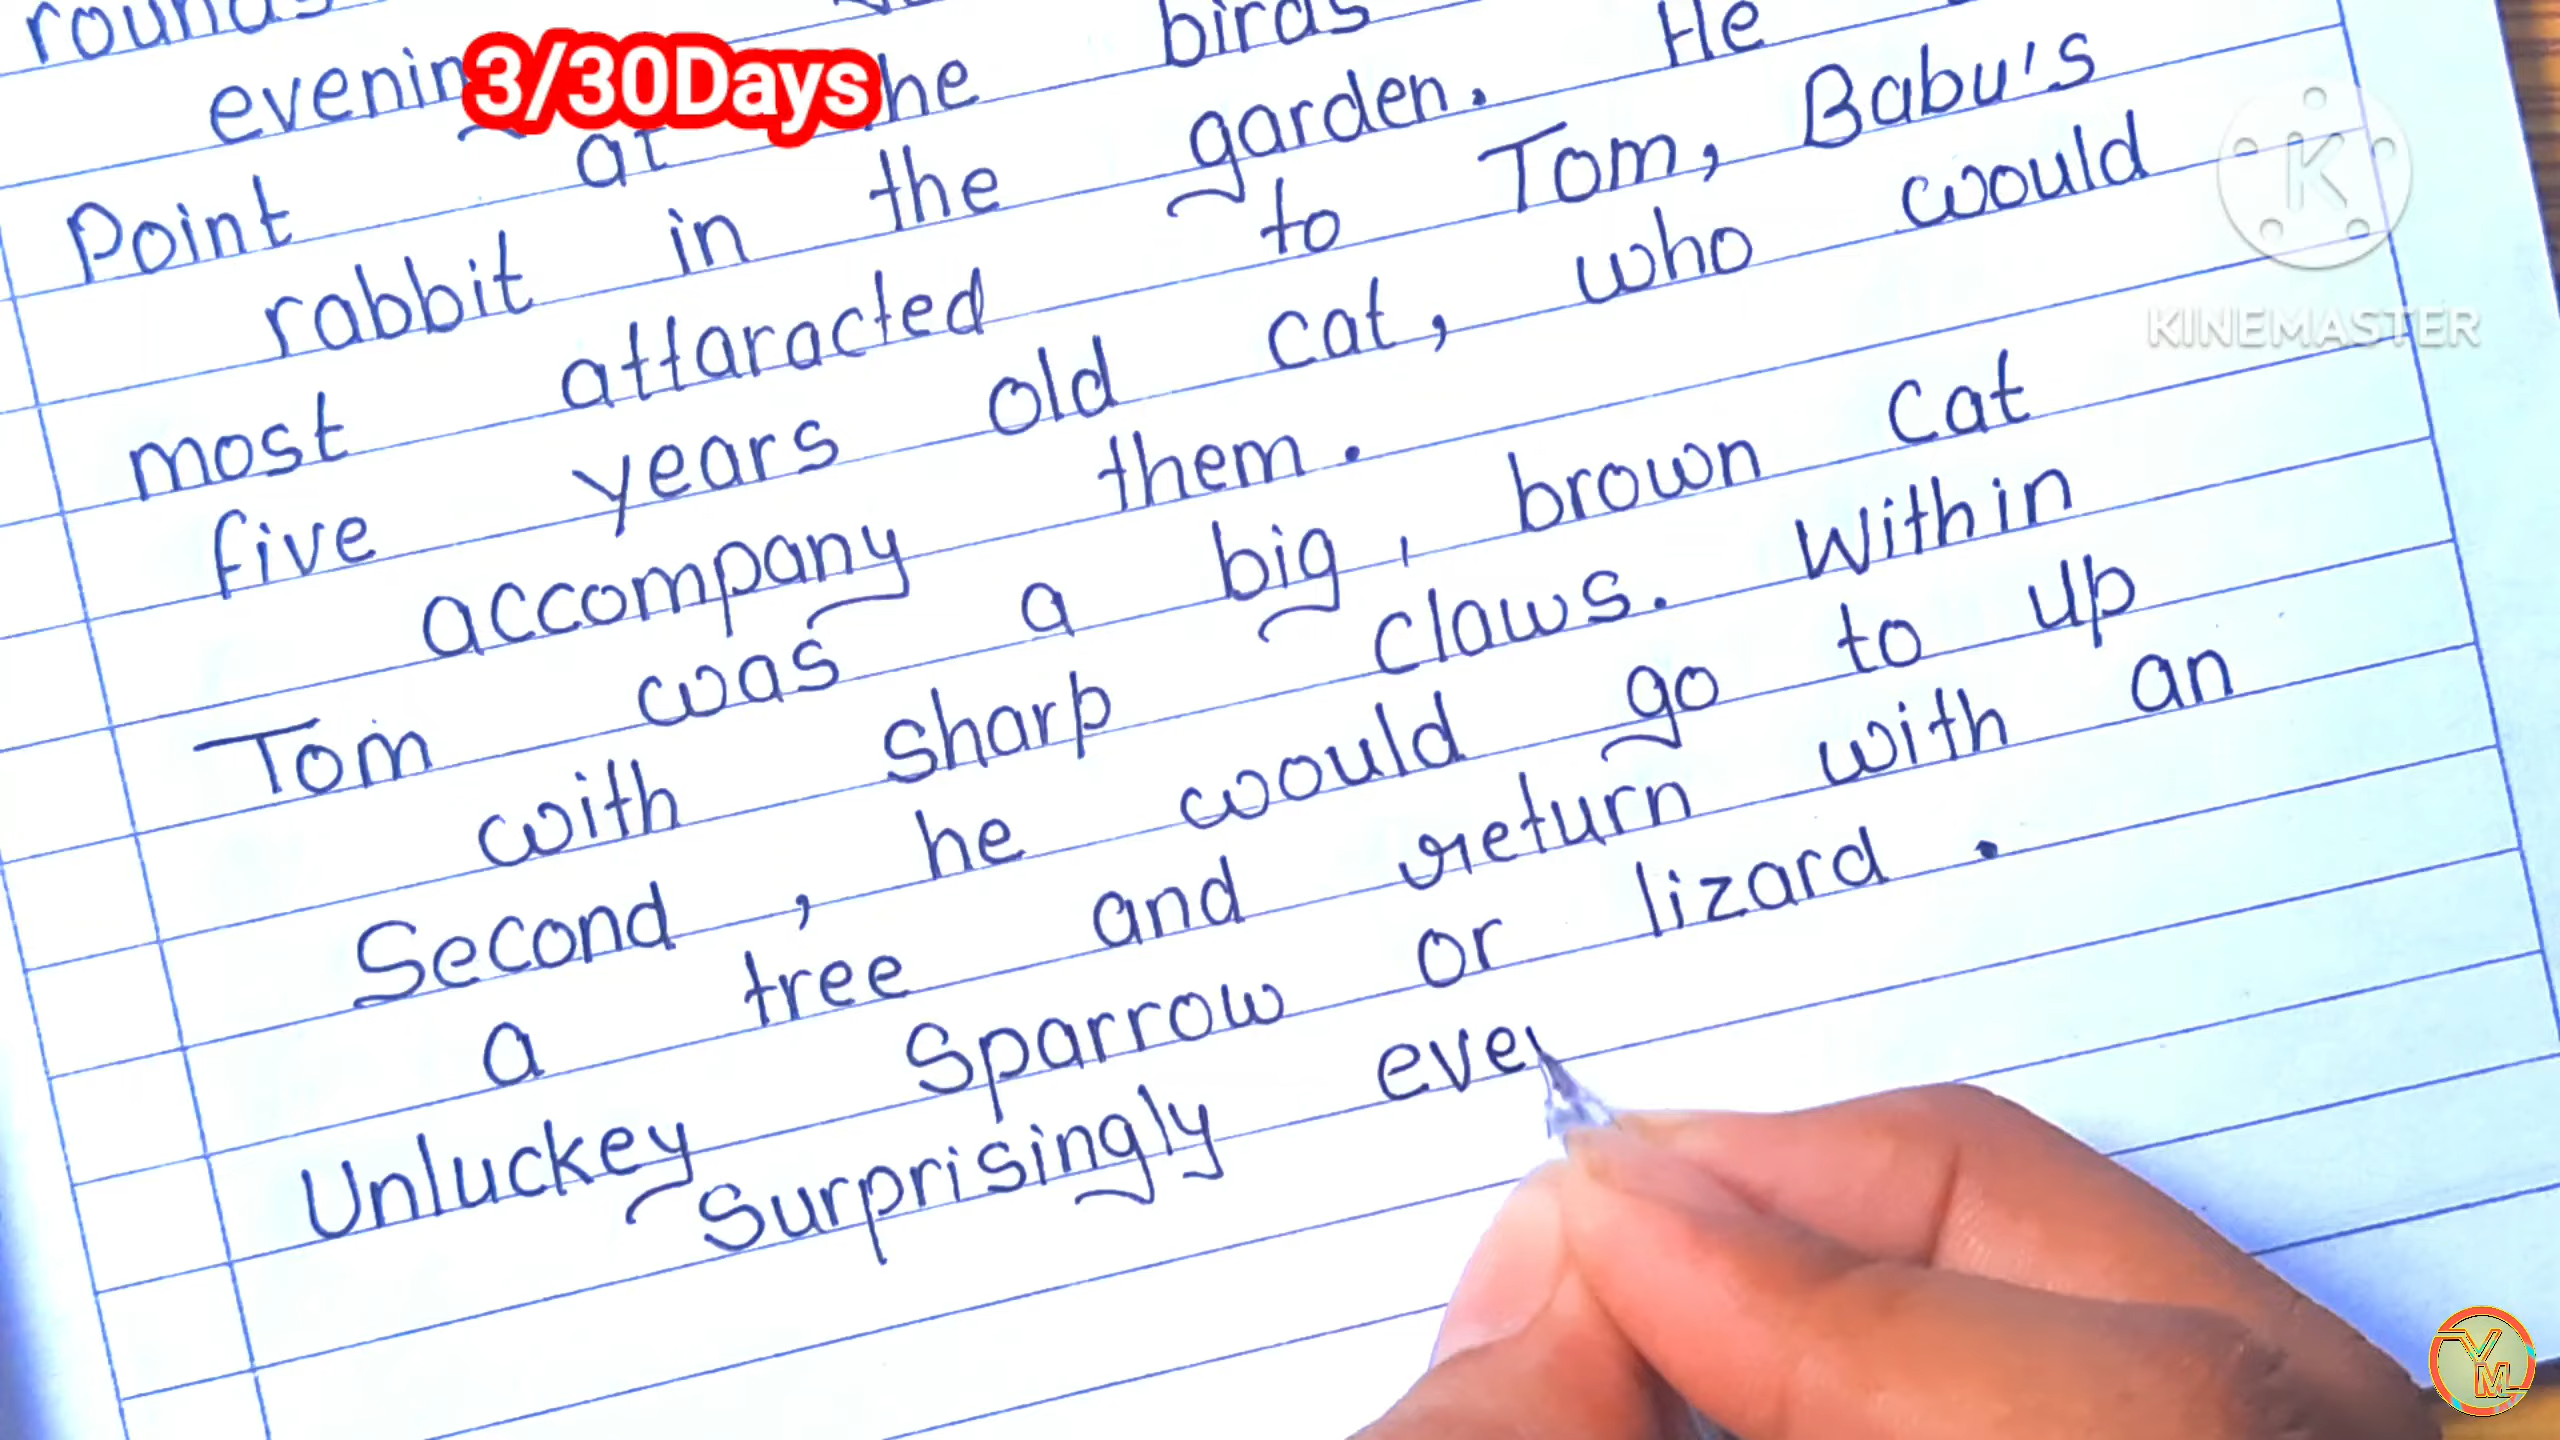 birds
evening
3/30Days
Point at he He
rabbit in the garden.
most attaracted to Tom, Babu's
five years old cat, who would
accompany them.
Tom was a big, brown Cat
with sharp claws. Within
Second, he would go to up
a tree and return with an
Unluckey Sparrow or lizard.
Surprisingly eve
KINEMASTER
K
YM